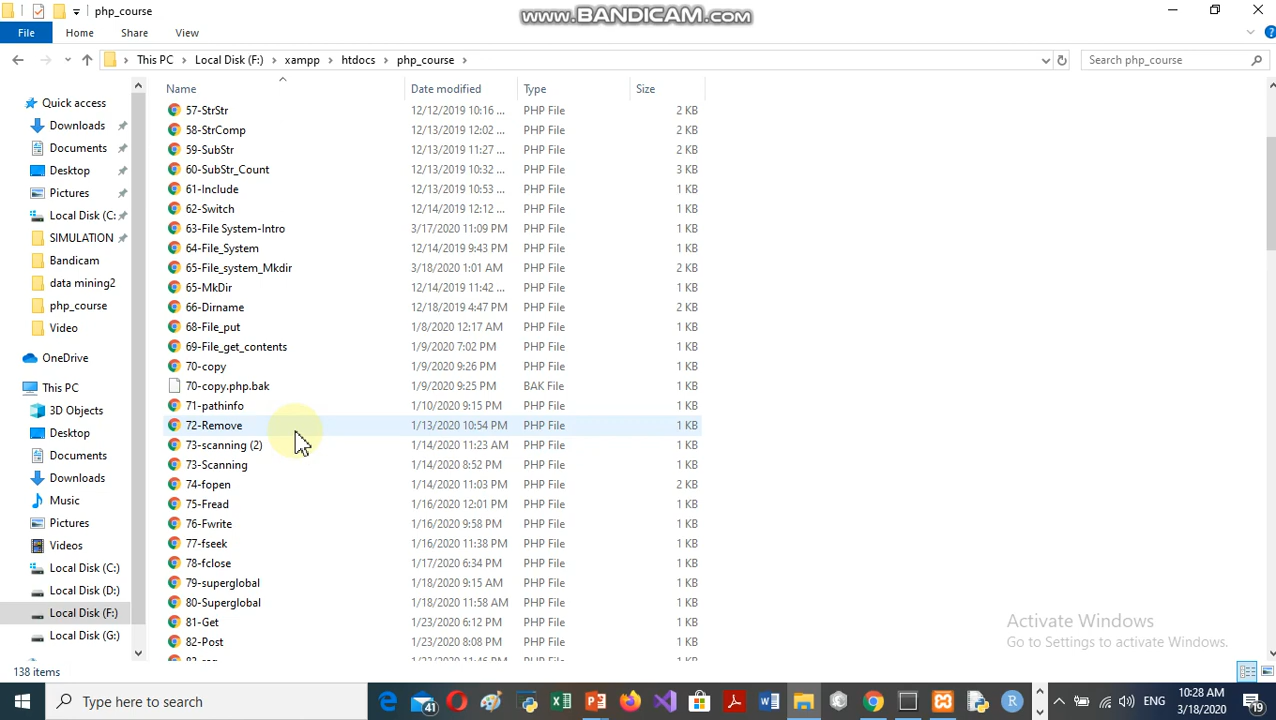 php_course
www.BANDICAM.com
File Home Share View
This PC Local Disk (F:) xampp htdocs php_course
Search php_course
Name Date modified Type Size
Quick access
Downloads
Documents
Desktop
Pictures
Local Disk (C:
SIMULATION
Bandicam
data mining2
php_course
Video
OneDrive
This PC
3D Objects
Desktop
Documents
Downloads
Music
Pictures
Videos
Local Disk (C:)
Local Disk (D:)
Local Disk (F:)
Local Disk (G:)
57-StrStr 12/12/2019 10:16 ... PHP File 2 KB
58-StrComp 12/13/2019 12:02 ... PHP File 2 KB
59-SubStr 12/13/2019 11:27 ... PHP File 2 KB
60-SubStr_Count 12/13/2019 10:32 ... PHP File 3 KB
61-Include 12/13/2019 10:53 ... PHP File 1 KB
62-Switch 12/14/2019 12:12 ... PHP File 1 KB
63-File System-Intro 3/17/2020 11:09 PM PHP File 1 KB
64-File_System 12/14/2019 9:43 PM PHP File 1 KB
65-File_system_Mkdir 3/18/2020 1:01 AM PHP File 2 KB
65-MkDir 12/14/2019 11:42 ... PHP File 1 KB
66-Dirname 12/18/2019 4:47 PM PHP File 2 KB
68-File_put 1/8/2020 12:17 AM PHP File 1 KB
69-File_get_contents 1/9/2020 7:02 PM PHP File 1 KB
70-copy 1/9/2020 9:26 PM PHP File 1 KB
70-copy.php.bak 1/9/2020 9:25 PM BAK File 1 KB
71-pathinfo 1/10/2020 9:15 PM PHP File 1 KB
72-Remove 1/13/2020 10:54 PM PHP File 1 KB
73-scanning (2) 1/14/2020 11:23 AM PHP File 1 KB
73-Scanning 1/14/2020 8:52 PM PHP File 1 KB
74-fopen 1/14/2020 11:03 PM PHP File 2 KB
75-Fread 1/16/2020 12:01 PM PHP File 1 KB
76-Fwrite 1/16/2020 9:58 PM PHP File 1 KB
77-fseek 1/16/2020 11:38 PM PHP File 1 KB
78-fclose 1/17/2020 6:34 PM PHP File 1 KB
79-superglobal 1/18/2020 9:15 AM PHP File 1 KB
80-Superglobal 1/18/2020 11:58 AM PHP File 1 KB
81-Get 1/23/2020 6:12 PM PHP File 1 KB
82-Post 1/23/2020 8:08 PM PHP File 1 KB
Activate Windows
Go to Settings to activate Windows.
138 items
Type here to search
41
ENG
10:28 AM
3/18/2020
19